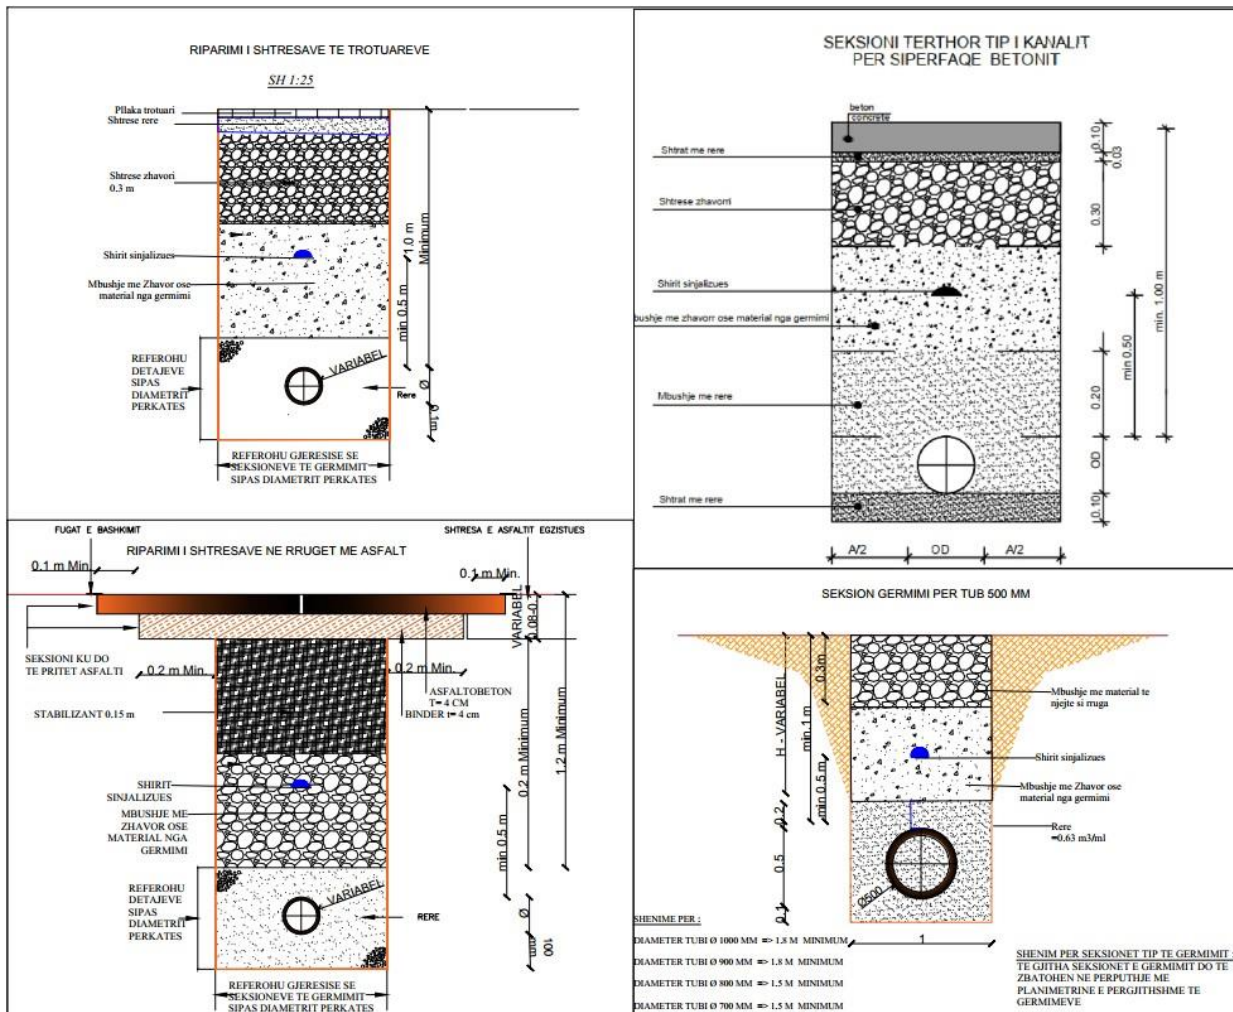 RIPARIMI I SHTRESAVE TE TROTUAREVE
SH 1:25
Pllaka trotuari
Shtrese rere
Shtrese zhavori
0.3 m
Shirit sinjalizues
Mbushje me Zhavor ose
material nga germimi
1.0 m
Minimum
min 0.5 m
REFEROHU
DETAJEVE
SIPAS
DIAMETRIT
PERKATES
VARIABEL
Rere
Ø
0.1m
REFEROHU GJERESISE SE
SEKSIONEVE TE GERMIMIT
SIPAS DIAMETRIT PERKATES
SEKSIONI TERTHOR TIP I KANALIT
PER SIPERFAQE BETONIT
beton
concrete
Shtrat me rere
Shtrese zhavorri
Shirit sinjalizues
bushje me zhavorr ose material nga germimi
Mbushje me rere
Shtrat me rere
0.10
0.03
0.30
min. 1.00 m
min 0.50
0.20
OD
0.10
A/2
OD
A/2
FUGAT E BASHKIMIT
SHTRESA E ASFALTIT EGZISTUES
RIPARIMI I SHTRESAVE NE RRUGET ME ASFALT
0.1 m Min.
0.1 m Min.
VARIABEL
SEKSIONI KU DO
TE PRITET ASFALTI
0.2 m Min.
0.2 m Min.
ASFALTOBETON
T= 4 CM
BINDER t= 4 cm
STABILIZANT 0.15 m
0.2 m Minimum
1.2 m Minimum
SHIRIT
SINJALIZUES
MBUSHJE ME
ZHAVOR OSE
MATERIAL NGA
GERMIMI
min 0.5 m
REFEROHU
DETAJEVE
SIPAS
DIAMETRIT
PERKATES
VARIABEL
RERE
Ø
100
mm
REFEROHU GJERESISE SE
SEKSIONEVE TE GERMIMIT
SIPAS DIAMETRIT PERKATES
SEKSION GERMIMI PER TUB 500 MM
H - VARIABEL
min 1 m
0.3m
min 0.5 m
0.2
0.5
0.1
Mbushje me material te
njejte si rruga
Shirit sinjalizues
Mbushje me Zhavor ose
material nga germimi
Rere
=0.63 m3/ml
Ø500
1
SHENIME PER :
DIAMETER TUBI Ø 1000 MM => 1.8 M MINIMUM
DIAMETER TUBI Ø 900 MM => 1.8 M MINIMUM
DIAMETER TUBI Ø 800 MM => 1.5 M MINIMUM
DIAMETER TUBI Ø 700 MM => 1.5 M MINIMUM
SHENIM PER SEKSIONET TIP TE GERMIMIT :
TE GJITHA SEKSIONET E GERMIMIT DO TE
ZBATOHEN NE PERPUTHJE ME
PLANIMETRINE E PERGJITHSHME TE
GERMIMEVE